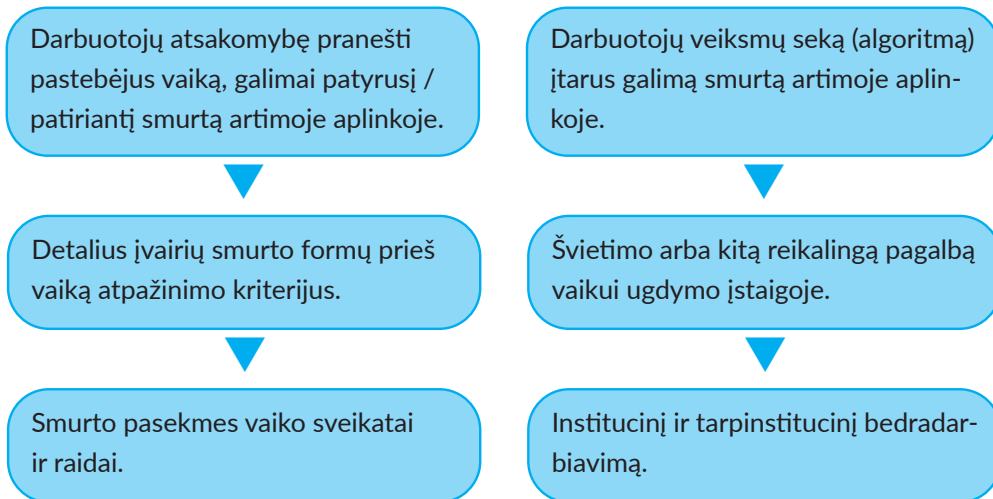 Darbuotojų atsakomybę pranešti
pastebėjus vaiką, galimai patyrusį /
patiriantį smurtą artimoje aplinkoje.
Detalius įvairių smurto formų prieš
vaiką atpažinimo kriterijus.
Smurto pasekmes vaiko sveikatai
ir raidai.
Darbuotojų veiksmų seką (algoritmą)
įtarus galimą smurtą artimoje aplin-
koje.
Švietimo arba kitą reikalingą pagalbą
vaikui ugdymo įstaigoje.
Institucinį ir tarpinstitucinį bedradar-
biavimą.